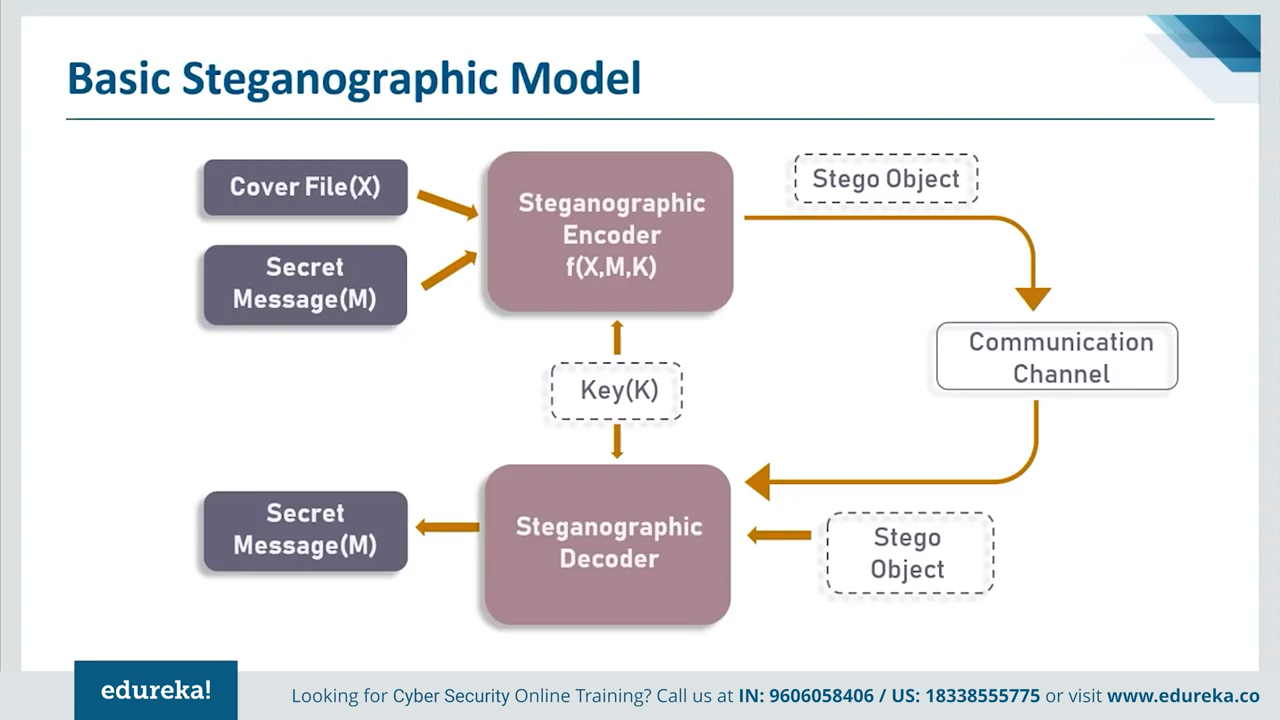 Basic Steganographic Model
Cover File(X)
Secret
Message(M)
Steganographic
Encoder
f(X,M,K)
Stego Object
Communication
Channel
Key(K)
Secret
Message(M)
Steganographic
Decoder
Stego
Object
edureka!
Looking for Cyber Security Online Training? Call us at IN: 9606058406 / US: 18338555775 or visit www.edureka.co